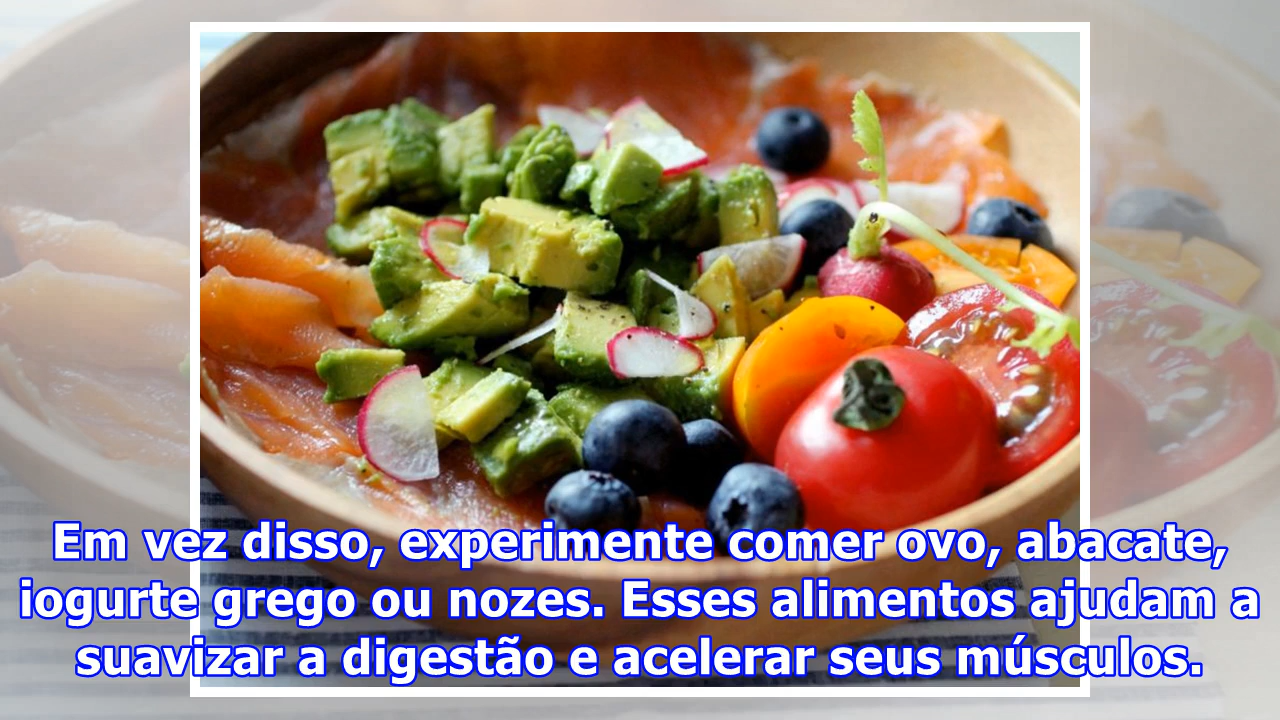 Em vez disso, experimente comer ovo, abacate,
iogurte grego ou nozes. Esses alimentos ajudam a
suavizar a digestão e acelerar seus músculos.